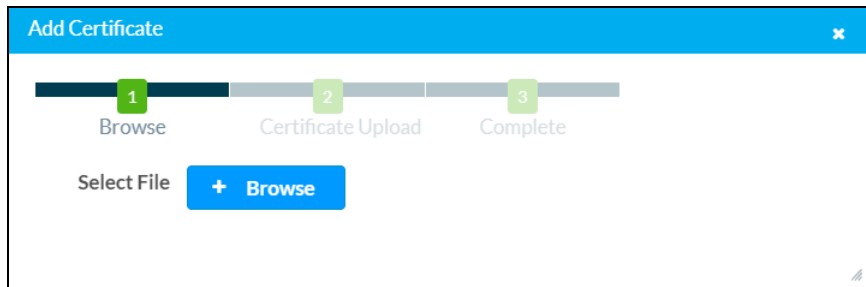 Add Certificate
1 2 3
Browse Certificate Upload Complete
Select File + Browse